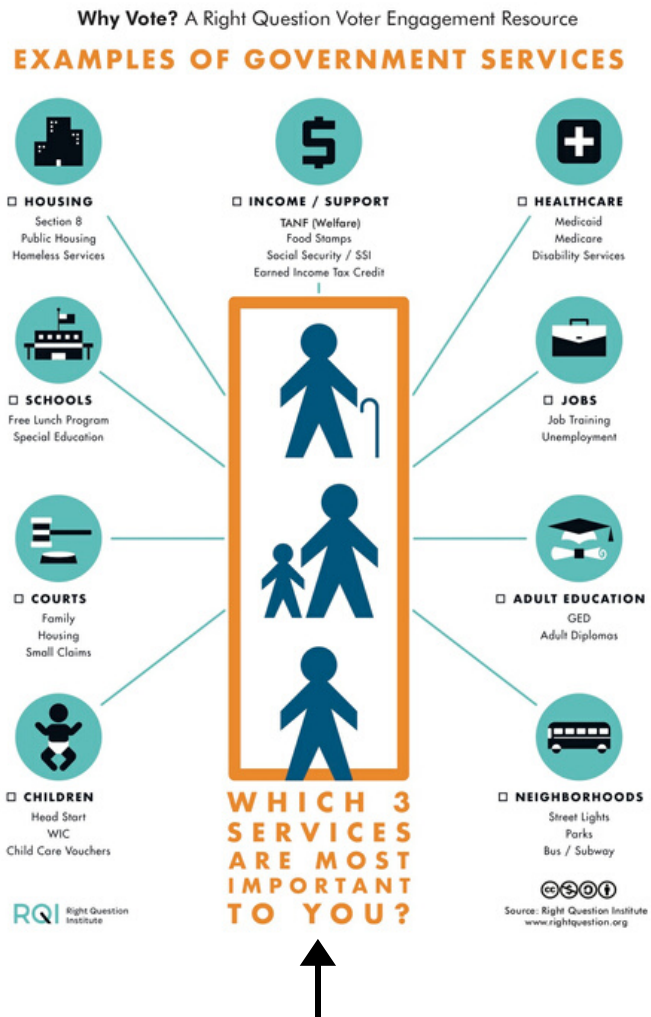 Why Vote? A Right Question Voter Engagement Resource
EXAMPLES OF GOVERNMENT SERVICES
$
HOUSING
Section 8
Public Housing
Homeless Services
INCOME / SUPPORT
TANF (Welfare)
Food Stamps
Social Security / SSI
Earned Income Tax Credit
HEALTHCARE
Medicaid
Medicare
Disability Services
SCHOOLS
Free Lunch Program
Special Education
JOBS
Job Training
Unemployment
COURTS
Family
Housing
Small Claims
ADULT EDUCATION
GED
Adult Diplomas
CHILDREN
Head Start
WIC
Child Care Vouchers
NEIGHBORHOODS
Street Lights
Parks
Bus / Subway
WHICH 3
SERVICES
ARE MOST
IMPORTANT
TO YOU?
RQI Right Question
Institute
cc
Source: Right Question Institute
www.rightquestion.org